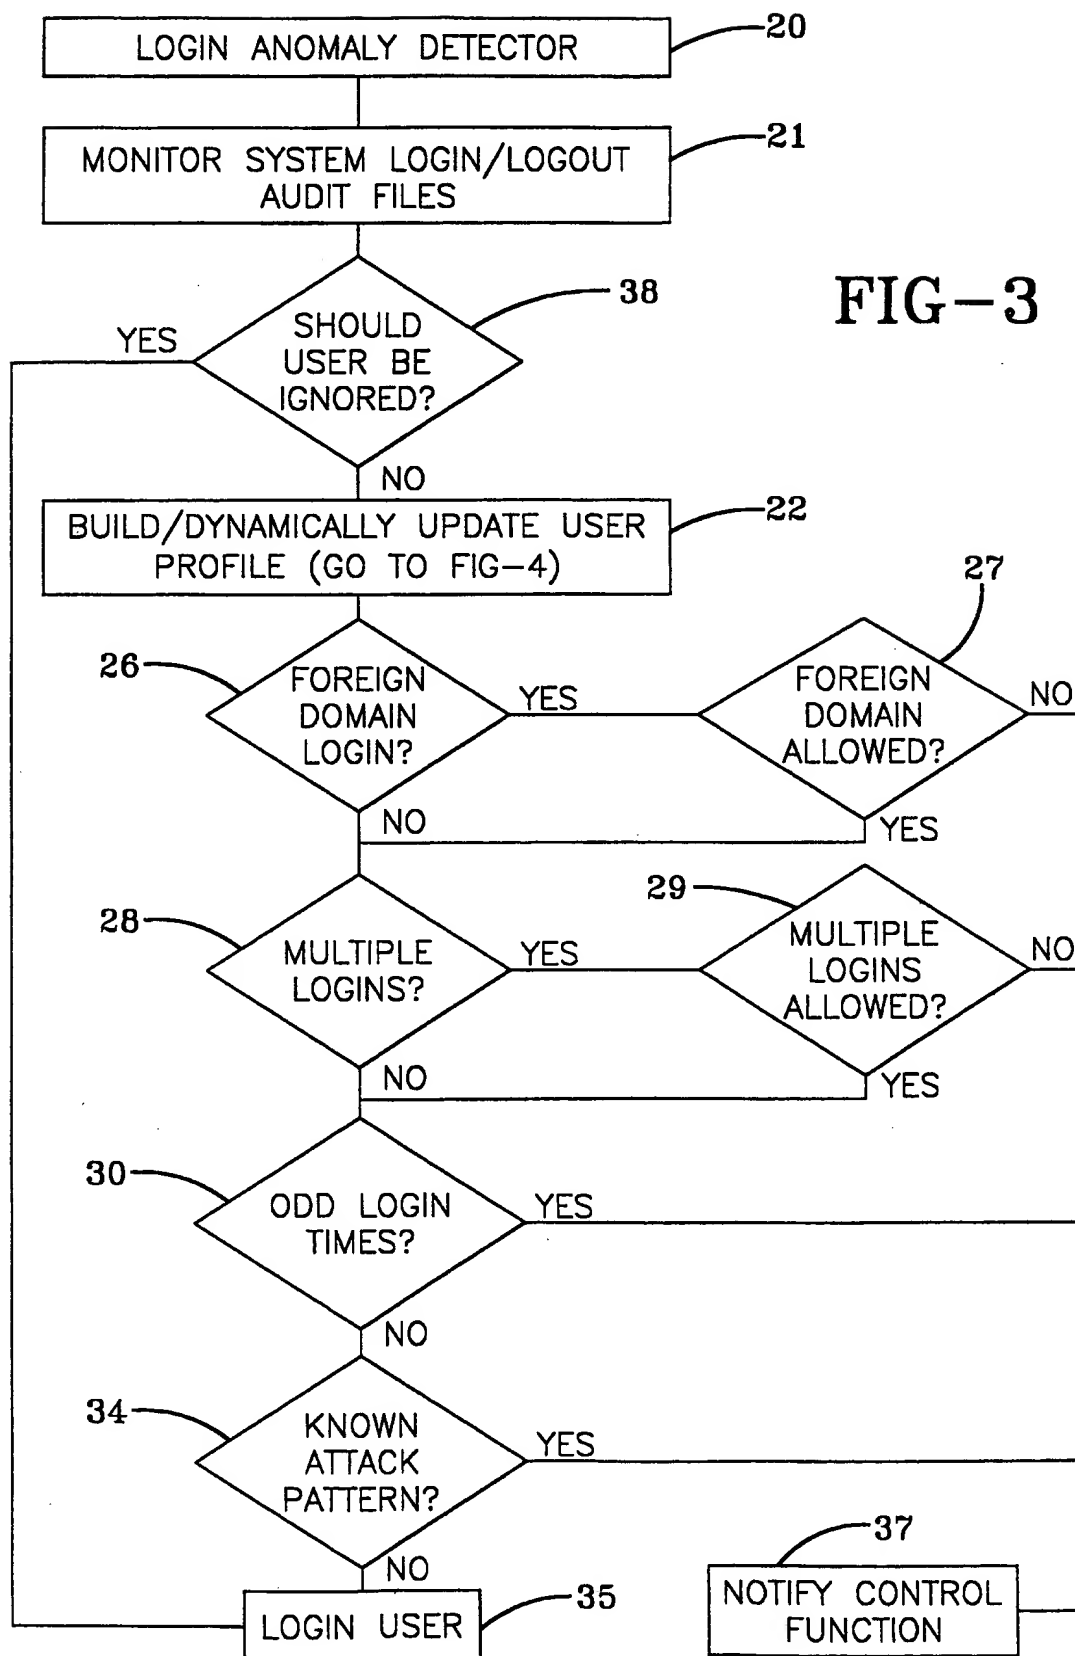 LOGIN ANOMALY DETECTOR
20
MONITOR SYSTEM LOGIN/LOGOUT
AUDIT FILES
21
FIG-3
SHOULD
USER BE
IGNORED?
38
YES
NO
BUILD/DYNAMICALLY UPDATE USER
PROFILE (GO TO FIG-4)
22
26
FOREIGN
DOMAIN
LOGIN?
YES
NO
27
FOREIGN
DOMAIN
ALLOWED?
NO
YES
28
MULTIPLE
LOGINS?
YES
NO
29
MULTIPLE
LOGINS
ALLOWED?
NO
YES
30
ODD LOGIN
TIMES?
YES
NO
34
KNOWN
ATTACK
PATTERN?
YES
NO
LOGIN USER
35
37
NOTIFY CONTROL
FUNCTION